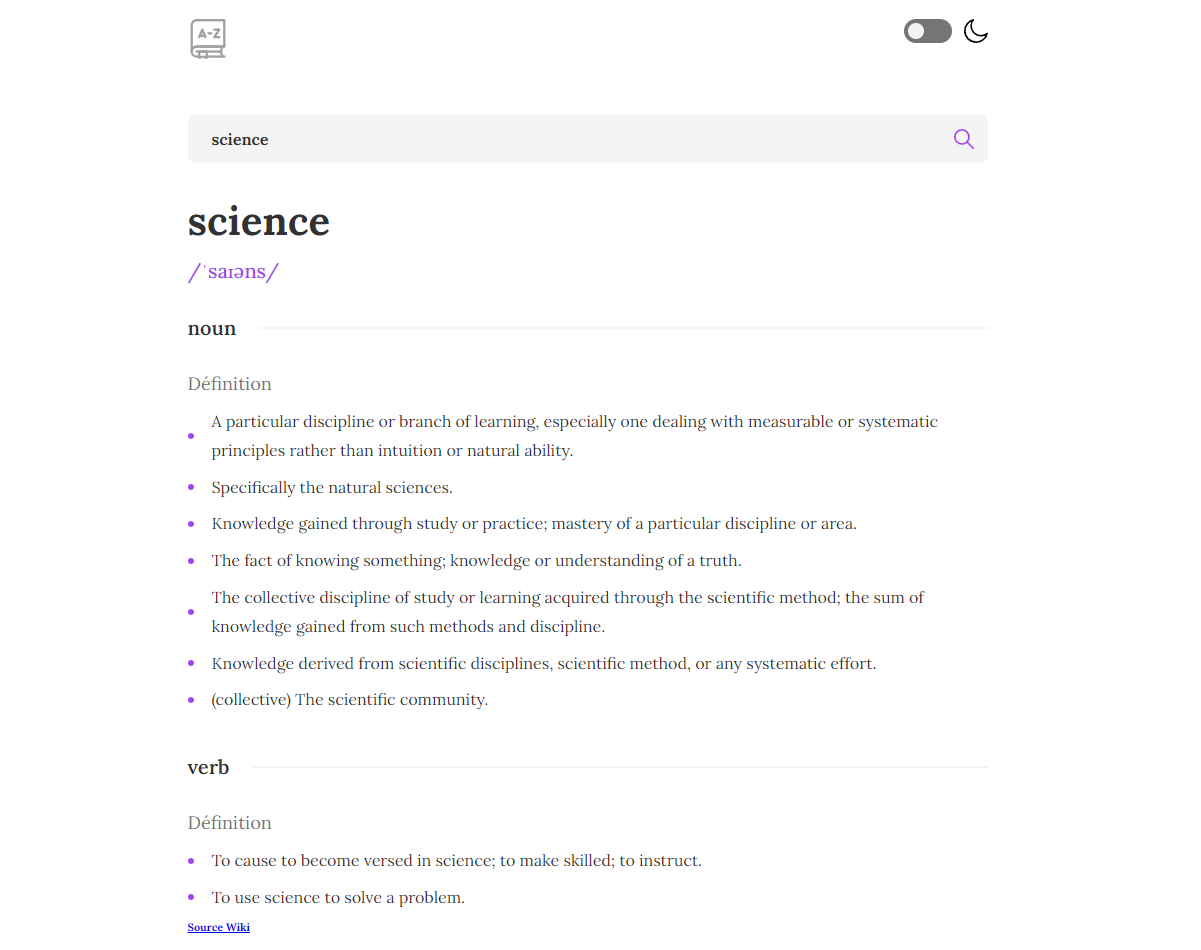 A-Z
science
science
/ˈsaɪəns/
noun
Définition
A particular discipline or branch of learning, especially one dealing with measurable or systematic
principles rather than intuition or natural ability.
Specifically the natural sciences.
Knowledge gained through study or practice; mastery of a particular discipline or area.
The fact of knowing something; knowledge or understanding of a truth.
The collective discipline of study or learning acquired through the scientific method; the sum of
knowledge gained from such methods and discipline.
Knowledge derived from scientific disciplines, scientific method, or any systematic effort.
(collective) The scientific community.
verb
Définition
To cause to become versed in science; to make skilled; to instruct.
To use science to solve a problem.
Source Wiki